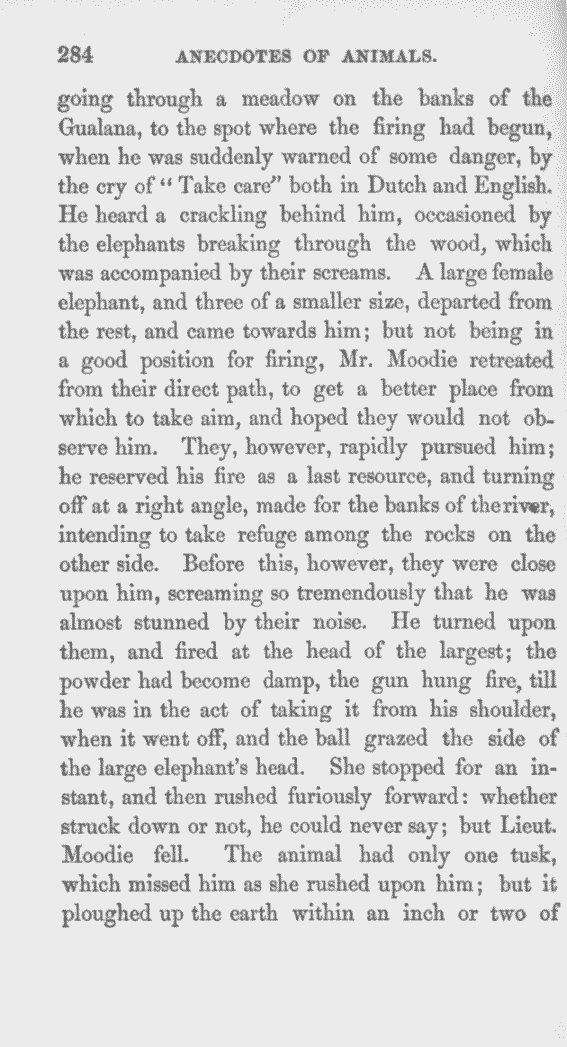 284 ANECDOTES OF ANIMALS.
going through a meadow on the banks of the
Gualana, to the spot where the firing had begun,
when he was suddenly warned of some danger, by
the cry of “ Take care” both in Dutch and English.
He heard a crackling behind him, occasioned by
the elephants breaking through the wood, which
was accompanied by their screams. A large female
elephant, and three of a smaller size, departed from
the rest, and came towards him; but not being in
a good position for firing, Mr. Moodie retreated
from their direct path, to get a better place from
which to take aim, and hoped they would not ob-
serve him. They, however, rapidly pursued him;
he reserved his fire as a last resource, and turning
off at a right angle, made for the banks of theriver,
intending to take refuge among the rocks on the
other side. Before this, however, they were close
upon him, screaming so tremendously that he was
almost stunned by their noise. He turned upon
them, and fired at the head of the largest; the
powder had become damp, the gun hung fire, till
he was in the act of taking it from his shoulder,
when it went off, and the ball grazed the side of
the large elephant's head. She stopped for an in-
stant, and then rushed furiously forward: whether
struck down or not, he could never say; but Lieut.
Moodie fell. The animal had only one tusk,
which missed him as she rushed upon him; but it
ploughed up the earth within an inch or two of